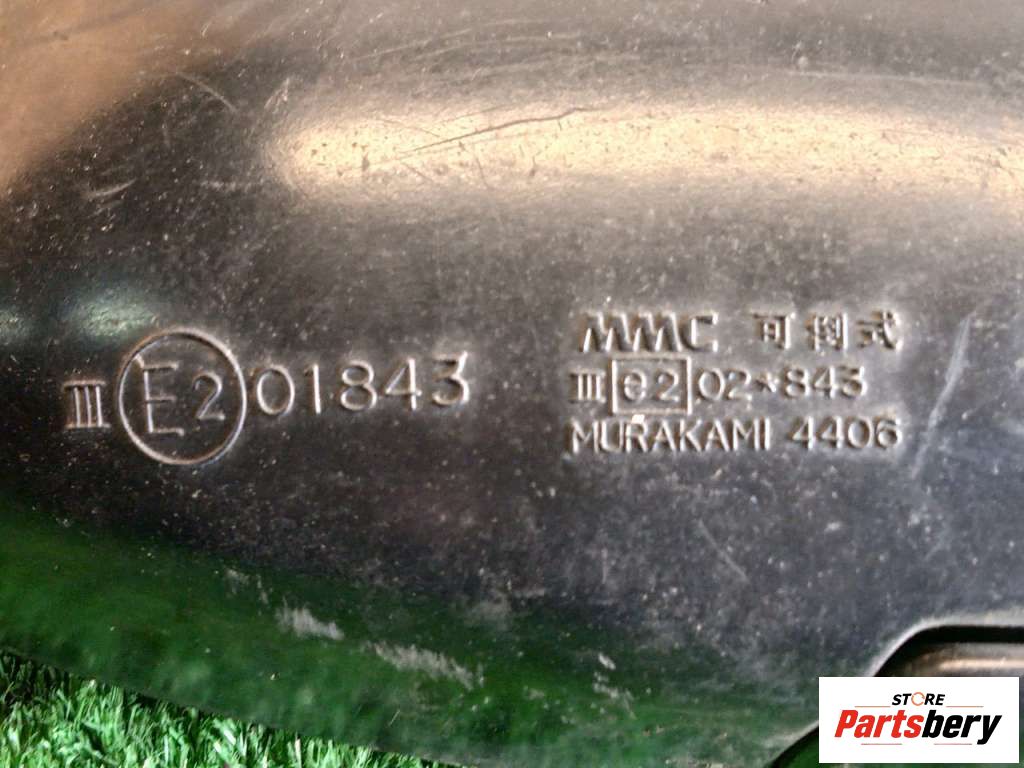 III E2 01843
MMC 可倒式
III e2 02*843
MURAKAMI 4406
STORE
Partsbery